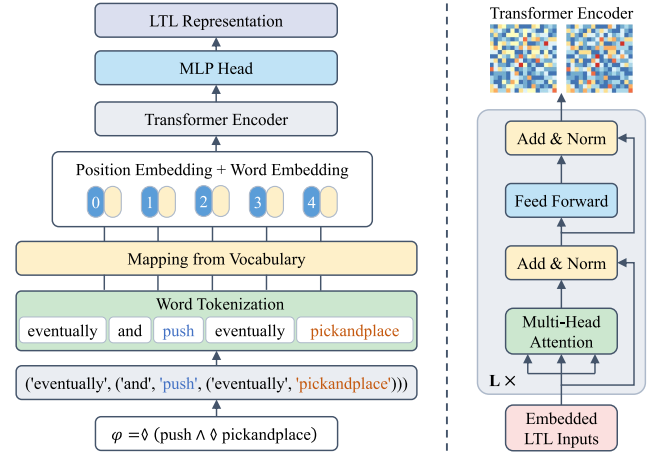 LTL Representation
MLP Head
Transformer Encoder
Position Embedding + Word Embedding
0 1 2 3 4
Mapping from Vocabulary
Word Tokenization
eventually and push eventually pickandplace
('eventually', ('and', 'push', ('eventually', 'pickandplace')))
φ =◊ (push ∧ ◊ pickandplace)
Transformer Encoder
Add & Norm
Feed Forward
Add & Norm
Multi-Head
Attention
L ×
Embedded
LTL Inputs